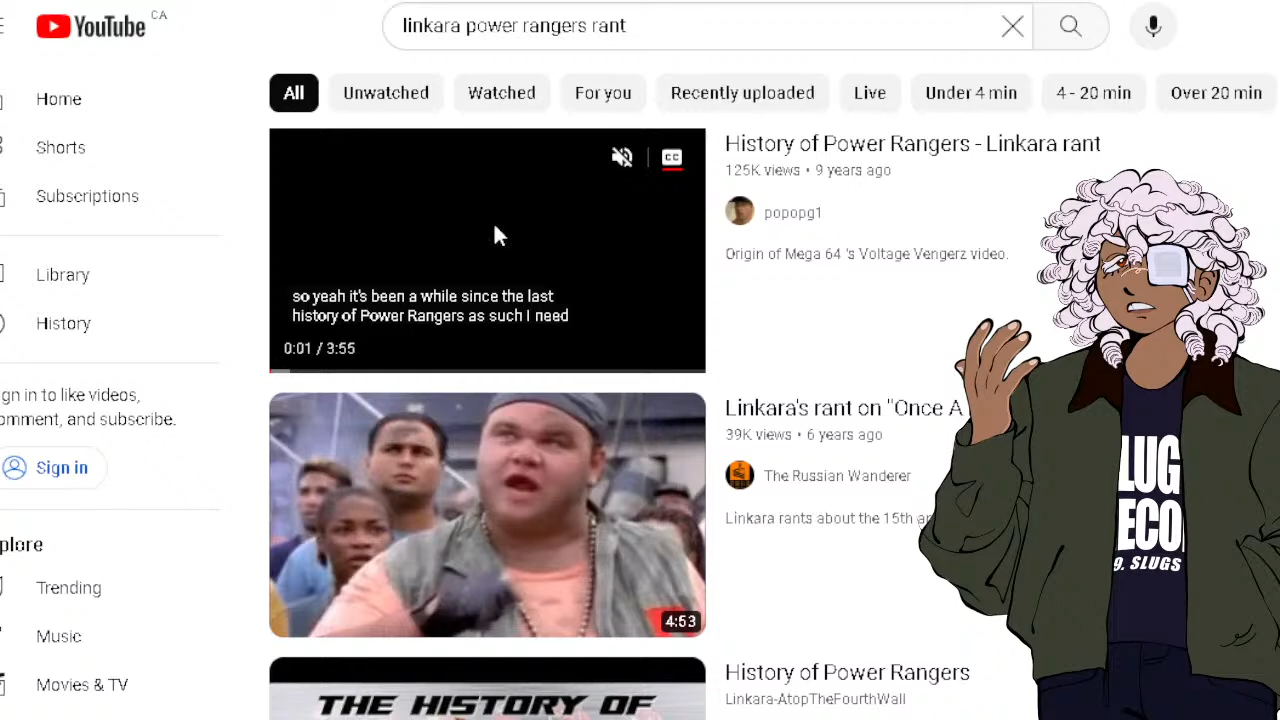 YouTube CA
linkara power rangers rant
All
Unwatched
Watched
For you
Recently uploaded
Live
Under 4 min
4 - 20 min
Over 20 min
Home
Shorts
Subscriptions
Library
History
gn in to like videos,
omment, and subscribe.
Sign in
plore
Trending
Music
Movies & TV
CC
so yeah it's been a while since the last
history of Power Rangers as such I need
0:01 / 3:55
History of Power Rangers - Linkara rant
125K views • 9 years ago
popopg1
Origin of Mega 64 's Voltage Vengerz video.
4:53
Linkara's rant on "Once A
39K views • 6 years ago
The Russian Wanderer
Linkara rants about the 15th
THE HISTORY OF
History of Power Rangers
Linkara-AtopTheFourthWall
LUG
ECO
9. SLUGS